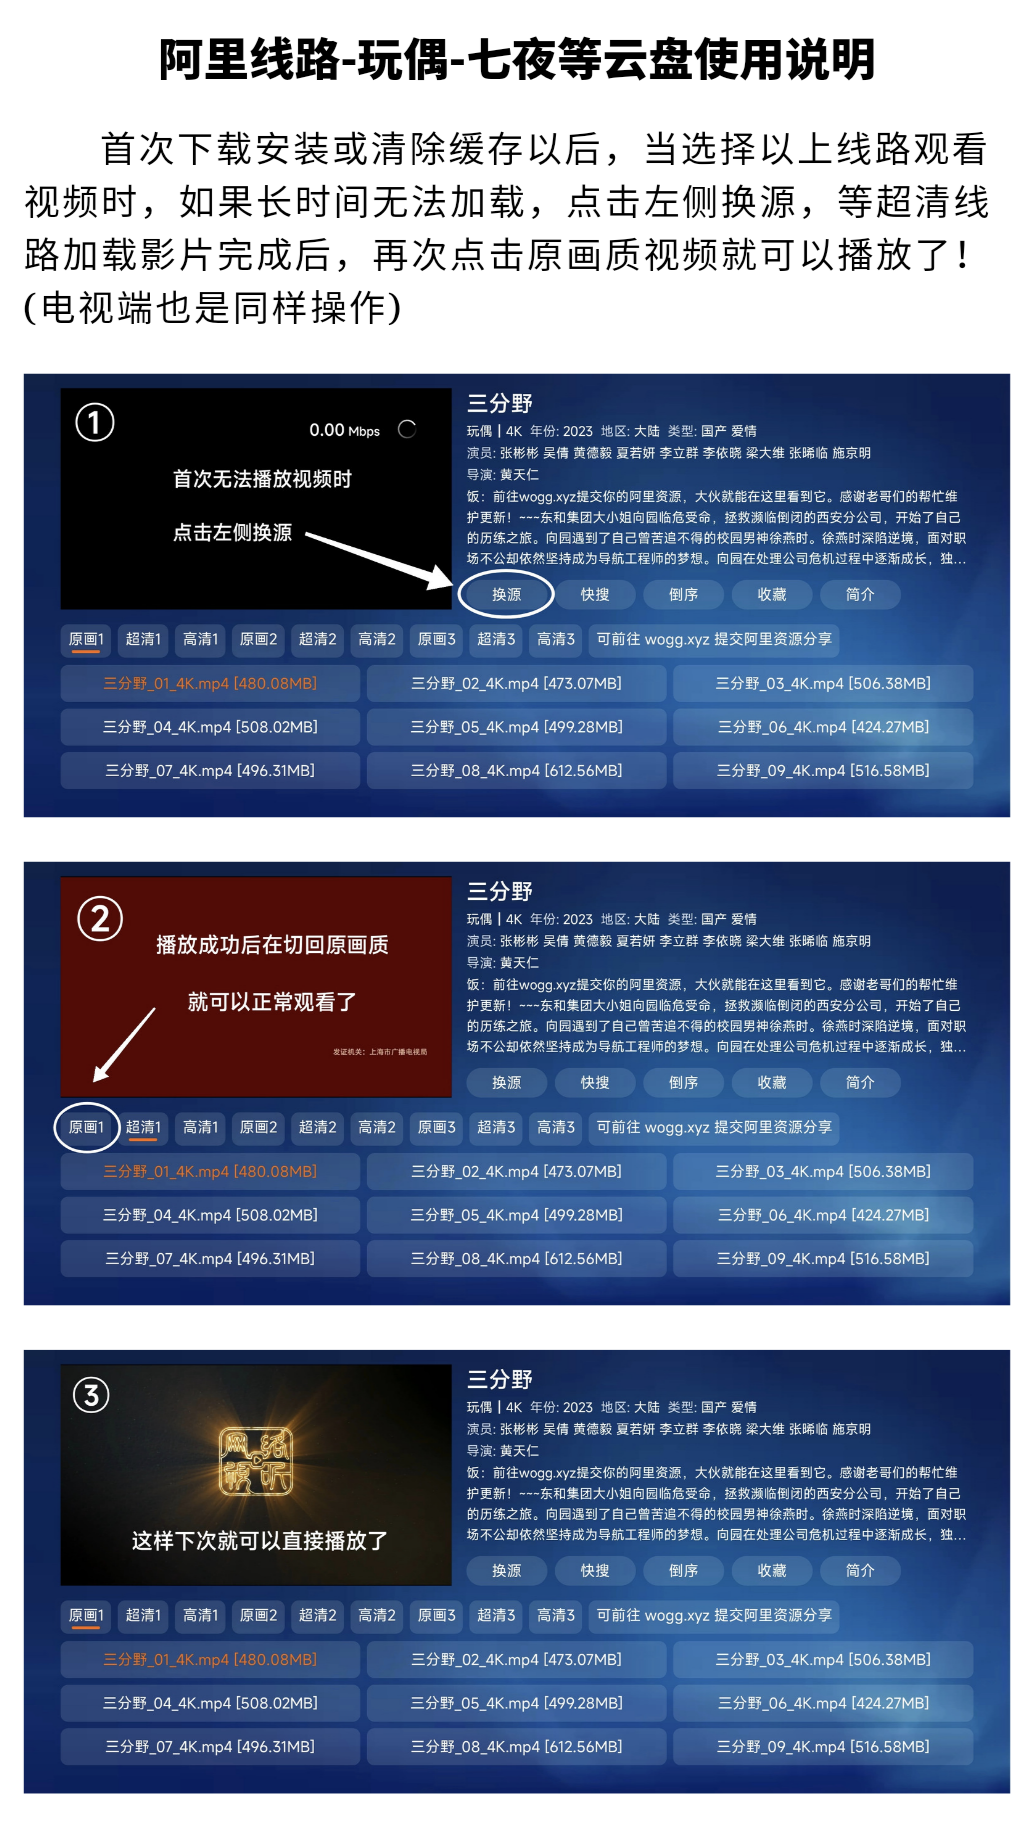 阿里线路-玩偶-七夜等云盘使用说明
首次下载安装或清除缓存以后，当选择以上线路观看
视频时，如果长时间无法加载，点击左侧换源，等超清线
路加载影片完成后，再次点击原画质视频就可以播放了！
(电视端也是同样操作)
①
0.00 Mbps
首次无法播放视频时
点击左侧换源
三分野
玩偶 | 4K 年份: 2023 地区: 大陆 类型: 国产 爱情
演员: 张彬彬 吴倩 黄德毅 夏若妍 李立群 李依晓 梁大维 张晞临 施京明
导演: 黄天仁
饭：前往wogg.xyz提交你的阿里资源，大伙就能在这里看到它。感谢老哥们的帮忙维
护更新！~~~东和集团大小姐向园临危受命，拯救濒临倒闭的西安分公司，开始了自己
的历练之旅。向园遇到了自己曾苦追不得的校园男神徐燕时。徐燕时深陷逆境，面对职
场不公却依然坚持成为导航工程师的梦想。向园在处理公司危机过程中逐渐成长，独...
换源 快搜 倒序 收藏 简介
原画1 超清1 高清1 原画2 超清2 高清2 原画3 超清3 高清3 可前往 wogg.xyz 提交阿里资源分享
三分野_01_4K.mp4 [480.08MB] 三分野_02_4K.mp4 [473.07MB] 三分野_03_4K.mp4 [506.38MB]
三分野_04_4K.mp4 [508.02MB] 三分野_05_4K.mp4 [499.28MB] 三分野_06_4K.mp4 [424.27MB]
三分野_07_4K.mp4 [496.31MB] 三分野_08_4K.mp4 [612.56MB] 三分野_09_4K.mp4 [516.58MB]
②
播放成功后在切回原画质
就可以正常观看了
发证机关：上海市广播电视局
三分野
玩偶 | 4K 年份: 2023 地区: 大陆 类型: 国产 爱情
演员: 张彬彬 吴倩 黄德毅 夏若妍 李立群 李依晓 梁大维 张晞临 施京明
导演: 黄天仁
饭：前往wogg.xyz提交你的阿里资源，大伙就能在这里看到它。感谢老哥们的帮忙维
护更新！~~~东和集团大小姐向园临危受命，拯救濒临倒闭的西安分公司，开始了自己
的历练之旅。向园遇到了自己曾苦追不得的校园男神徐燕时。徐燕时深陷逆境，面对职
场不公却依然坚持成为导航工程师的梦想。向园在处理公司危机过程中逐渐成长，独...
换源 快搜 倒序 收藏 简介
原画1 超清1 高清1 原画2 超清2 高清2 原画3 超清3 高清3 可前往 wogg.xyz 提交阿里资源分享
三分野_01_4K.mp4 [480.08MB] 三分野_02_4K.mp4 [473.07MB] 三分野_03_4K.mp4 [506.38MB]
三分野_04_4K.mp4 [508.02MB] 三分野_05_4K.mp4 [499.28MB] 三分野_06_4K.mp4 [424.27MB]
三分野_07_4K.mp4 [496.31MB] 三分野_08_4K.mp4 [612.56MB] 三分野_09_4K.mp4 [516.58MB]
③
网络
视听
这样下次就可以直接播放了
三分野
玩偶 | 4K 年份: 2023 地区: 大陆 类型: 国产 爱情
演员: 张彬彬 吴倩 黄德毅 夏若妍 李立群 李依晓 梁大维 张晞临 施京明
导演: 黄天仁
饭：前往wogg.xyz提交你的阿里资源，大伙就能在这里看到它。感谢老哥们的帮忙维
护更新！~~~东和集团大小姐向园临危受命，拯救濒临倒闭的西安分公司，开始了自己
的历练之旅。向园遇到了自己曾苦追不得的校园男神徐燕时。徐燕时深陷逆境，面对职
场不公却依然坚持成为导航工程师的梦想。向园在处理公司危机过程中逐渐成长，独...
换源 快搜 倒序 收藏 简介
原画1 超清1 高清1 原画2 超清2 高清2 原画3 超清3 高清3 可前往 wogg.xyz 提交阿里资源分享
三分野_01_4K.mp4 [480.08MB] 三分野_02_4K.mp4 [473.07MB] 三分野_03_4K.mp4 [506.38MB]
三分野_04_4K.mp4 [508.02MB] 三分野_05_4K.mp4 [499.28MB] 三分野_06_4K.mp4 [424.27MB]
三分野_07_4K.mp4 [496.31MB] 三分野_08_4K.mp4 [612.56MB] 三分野_09_4K.mp4 [516.58MB]